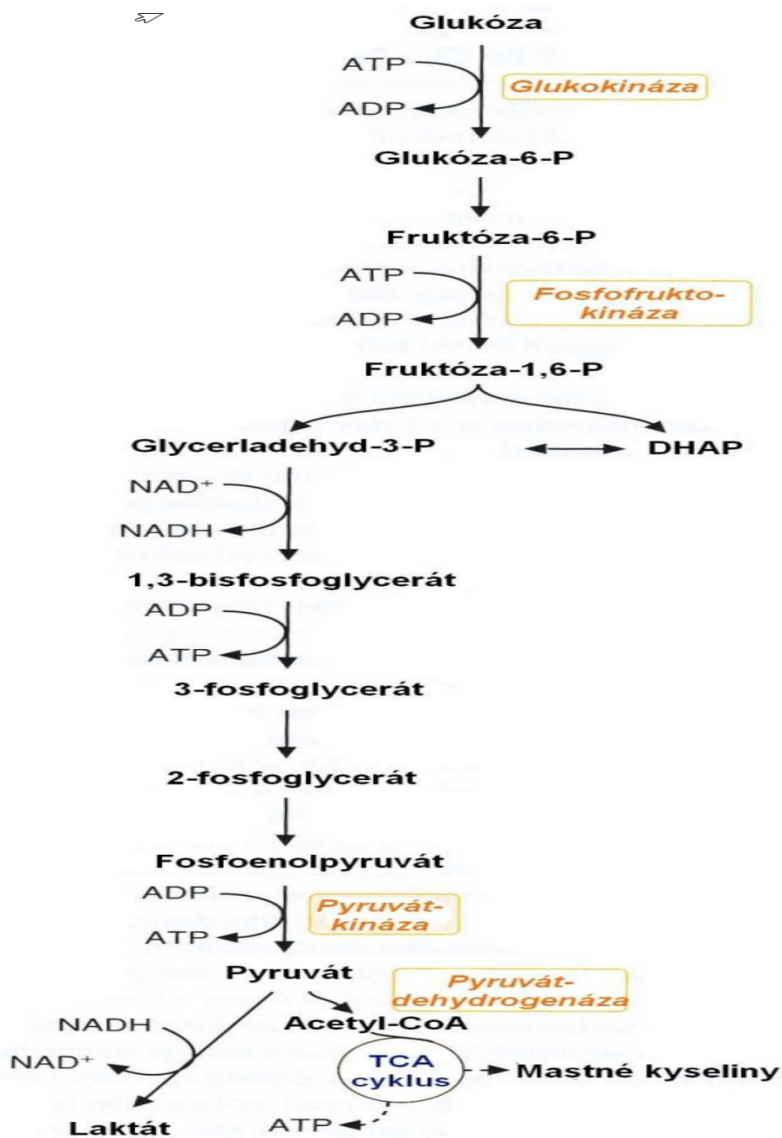 Glukóza
ATP
Glukokináza
ADP
Glukóza-6-P
Fruktóza-6-P
ATP
Fosfofrukto-
kináza
ADP
Fruktóza-1,6-P
Glycerladehyd-3-P
DHAP
NAD+
NADH
1,3-bisfosfoglycerát
ADP
ATP
3-fosfoglycerát
2-fosfoglycerát
Fosfoenolpyruvát
ADP
Pyruvát-
kináza
ATP
Pyruvát
Pyruvát-
dehydrogenáza
Acetyl-CoA
NADH
NAD+
TCA
cyklus
Mastné kyseliny
Laktát
ATP